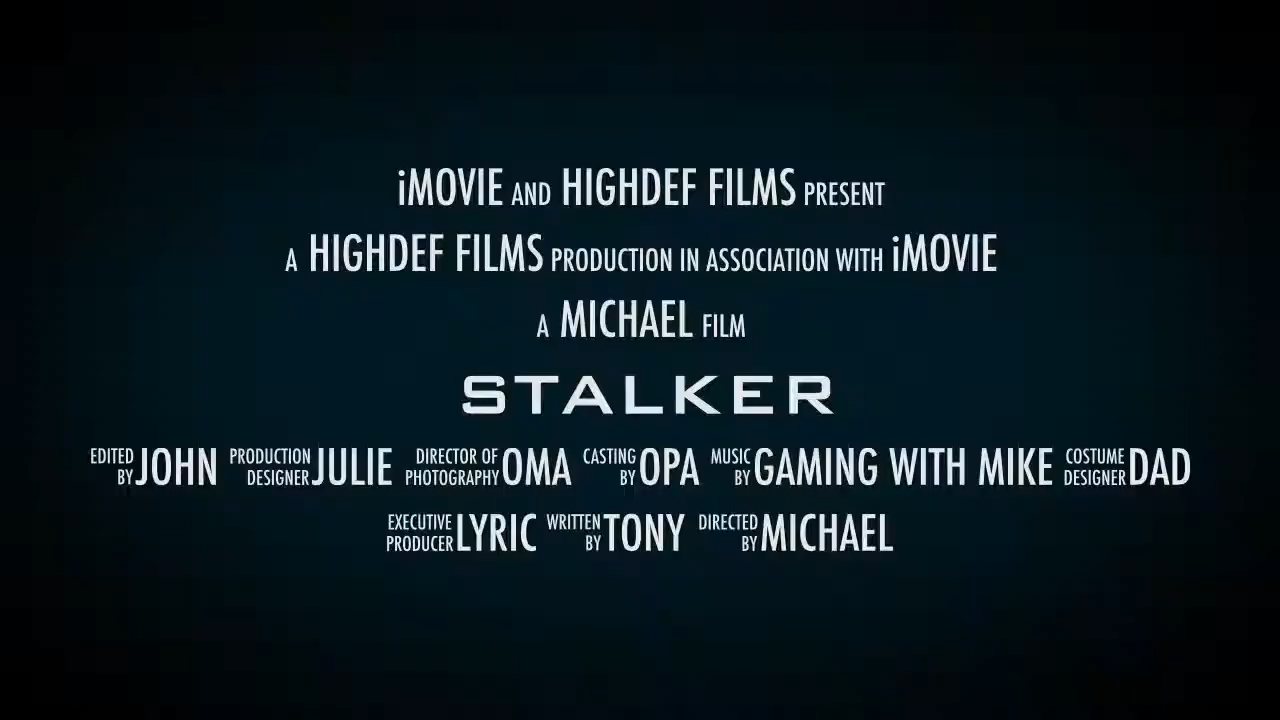 iMOVIE AND HIGHDEF FILMS PRESENT
A HIGHDEF FILMS PRODUCTION IN ASSOCIATION WITH iMOVIE
A MICHAEL FILM
STALKER
EDITED BY JOHN PRODUCTION DESIGNER JULIE DIRECTOR OF PHOTOGRAPHY OMA CASTING BY OPA MUSIC BY GAMING WITH MIKE COSTUME DESIGNER DAD
EXECUTIVE PRODUCER LYRIC WRITTEN BY TONY DIRECTED BY MICHAEL